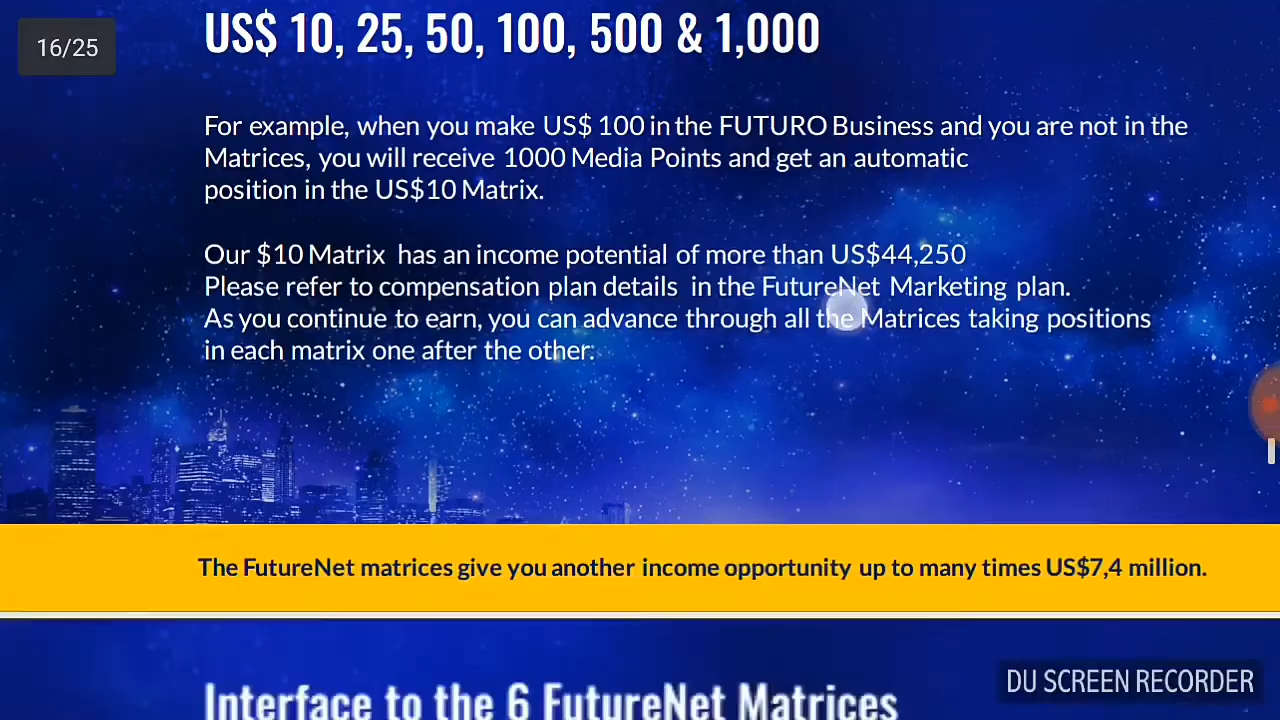 16/25
US$ 10, 25, 50, 100, 500 & 1,000
For example, when you make US$ 100 in the FUTURO Business and you are not in the
Matrices, you will receive 1000 Media Points and get an automatic
position in the US$10 Matrix.
Our $10 Matrix has an income potential of more than US$44,250
Please refer to compensation plan details in the FutureNet Marketing plan.
As you continue to earn, you can advance through all the Matrices taking positions
in each matrix one after the other.
The FutureNet matrices give you another income opportunity up to many times US$7,4 million.
Interface to the 6 FutureNet Matrices
DU SCREEN RECORDER